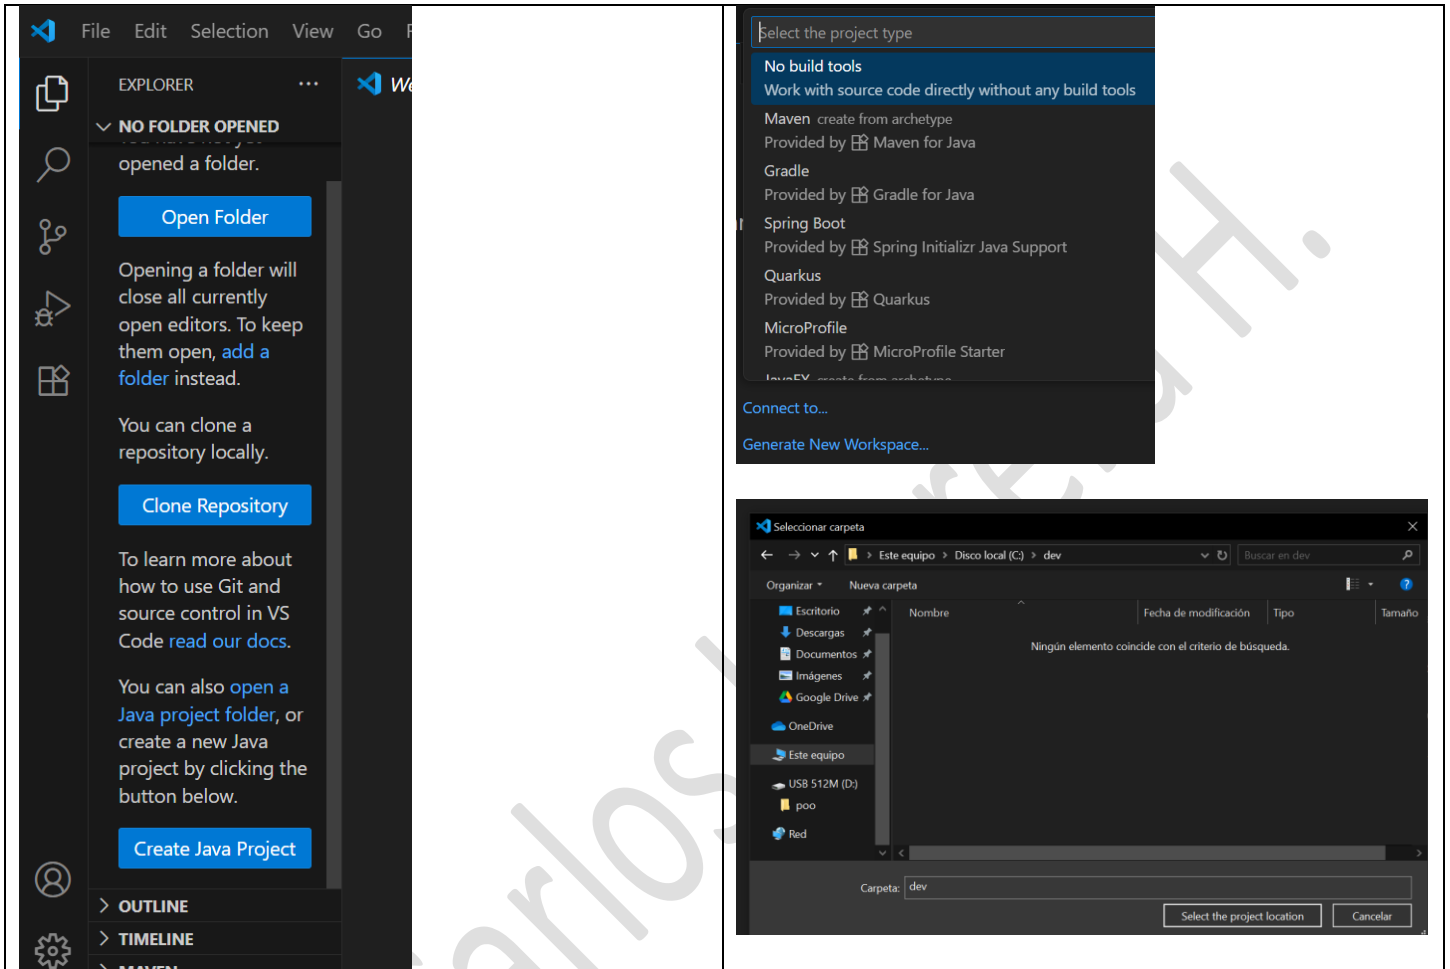 File Edit Selection View Go
EXPLORER ···
NO FOLDER OPENED
opened a folder.
Open Folder
Opening a folder will
close all currently
open editors. To keep
them open, add a
folder instead.
You can clone a
repository locally.
Clone Repository
To learn more about
how to use Git and
source control in VS
Code read our docs.
You can also open a
Java project folder, or
create a new Java
project by clicking the
button below.
Create Java Project
OUTLINE
TIMELINE
MAVEN
Select the project type
No build tools
Work with source code directly without any build tools
Maven create from archetype
Provided by Maven for Java
Gradle
Provided by Gradle for Java
Spring Boot
Provided by Spring Initializr Java Support
Quarkus
Provided by Quarkus
MicroProfile
Provided by MicroProfile Starter
JavaFX create from archetype
Connect to...
Generate New Workspace...
Seleccionar carpeta
Este equipo > Disco local (C:) > dev
Buscar en dev
Organizar Nueva carpeta
Nombre Fecha de modificación Tipo Tamaño
Ningún elemento coincide con el criterio de búsqueda.
Escritorio
Descargas
Documentos
Imágenes
Google Drive
OneDrive
Este equipo
USB 512M (D:)
poo
Red
Carpeta: dev
Select the project location Cancelar
Carlos
H.